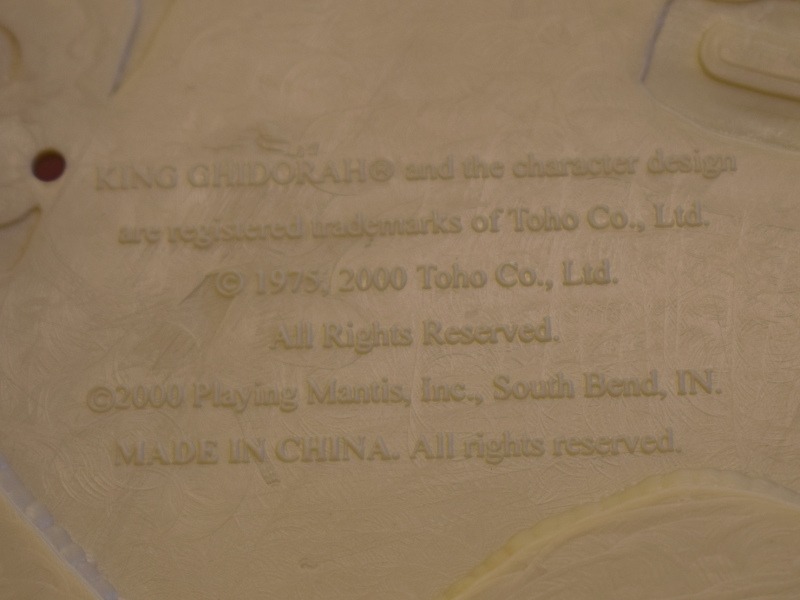 KING GHIDORAH® and the character design
are registered trademarks of Toho Co., Ltd.
© 1975, 2000 Toho Co., Ltd.
All Rights Reserved.
©2000 Playing Mantis, Inc., South Bend, IN.
MADE IN CHINA. All rights reserved.